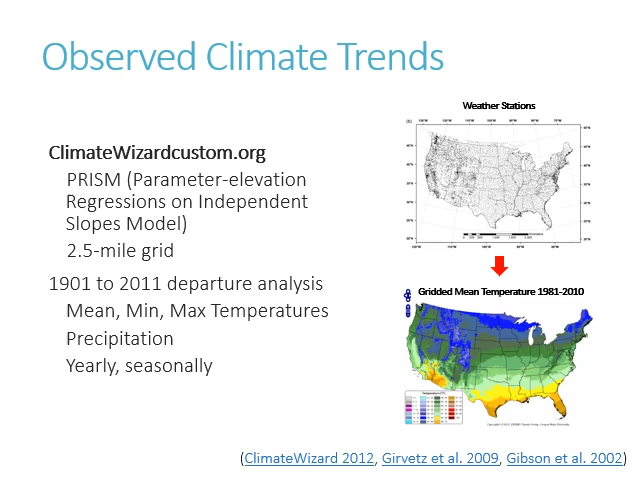 Observed Climate Trends
Weather Stations
ClimateWizardcustom.org
PRISM (Parameter-elevation
Regressions on Independent
Slopes Model)
2.5-mile grid
1901 to 2011 departure analysis
Mean, Min, Max Temperatures
Precipitation
Yearly, seasonally
Gridded Mean Temperature 1981-2010
(ClimateWizard 2012, Girvetz et al. 2009, Gibson et al. 2002)